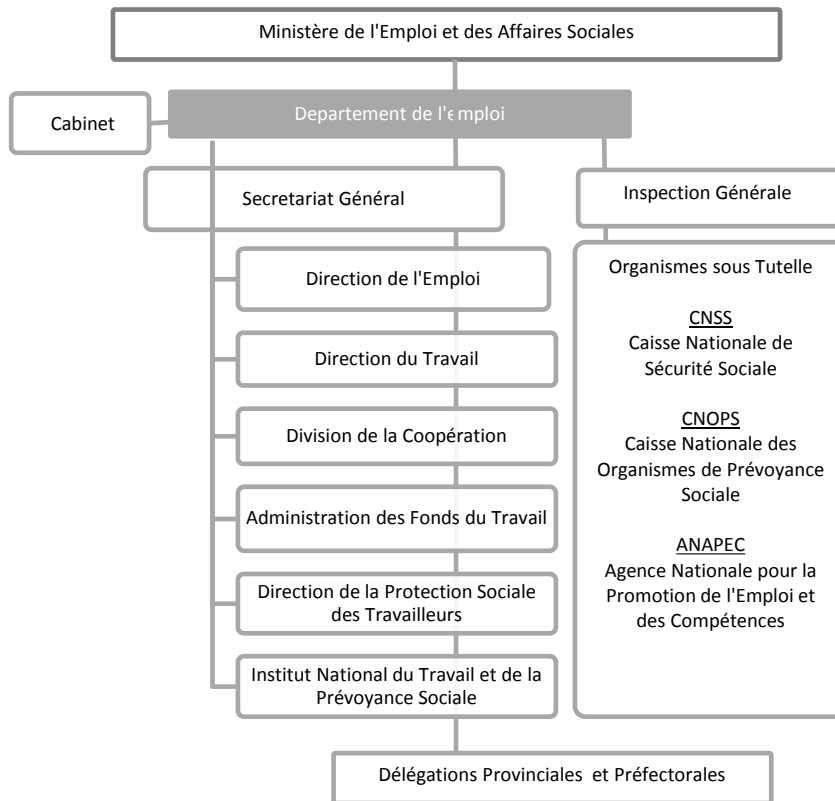 Ministère de l'Emploi et des Affaires Sociales
Cabinet
Departement de l'emploi
Secretariat Général
Inspection Générale
Direction de l'Emploi
Direction du Travail
Division de la Coopération
Administration des Fonds du Travail
Direction de la Protection Sociale
des Travailleurs
Institut National du Travail et de la
Prévoyance Sociale
Organismes sous Tutelle
CNSS
Caisse Nationale de
Sécurité Sociale
CNOPS
Caisse Nationale des
Organismes de Prévoyance
Sociale
ANAPEC
Agence Nationale pour la
Promotion de l'Emploi et
des Compétences
Délégations Provinciales et Préfectorales